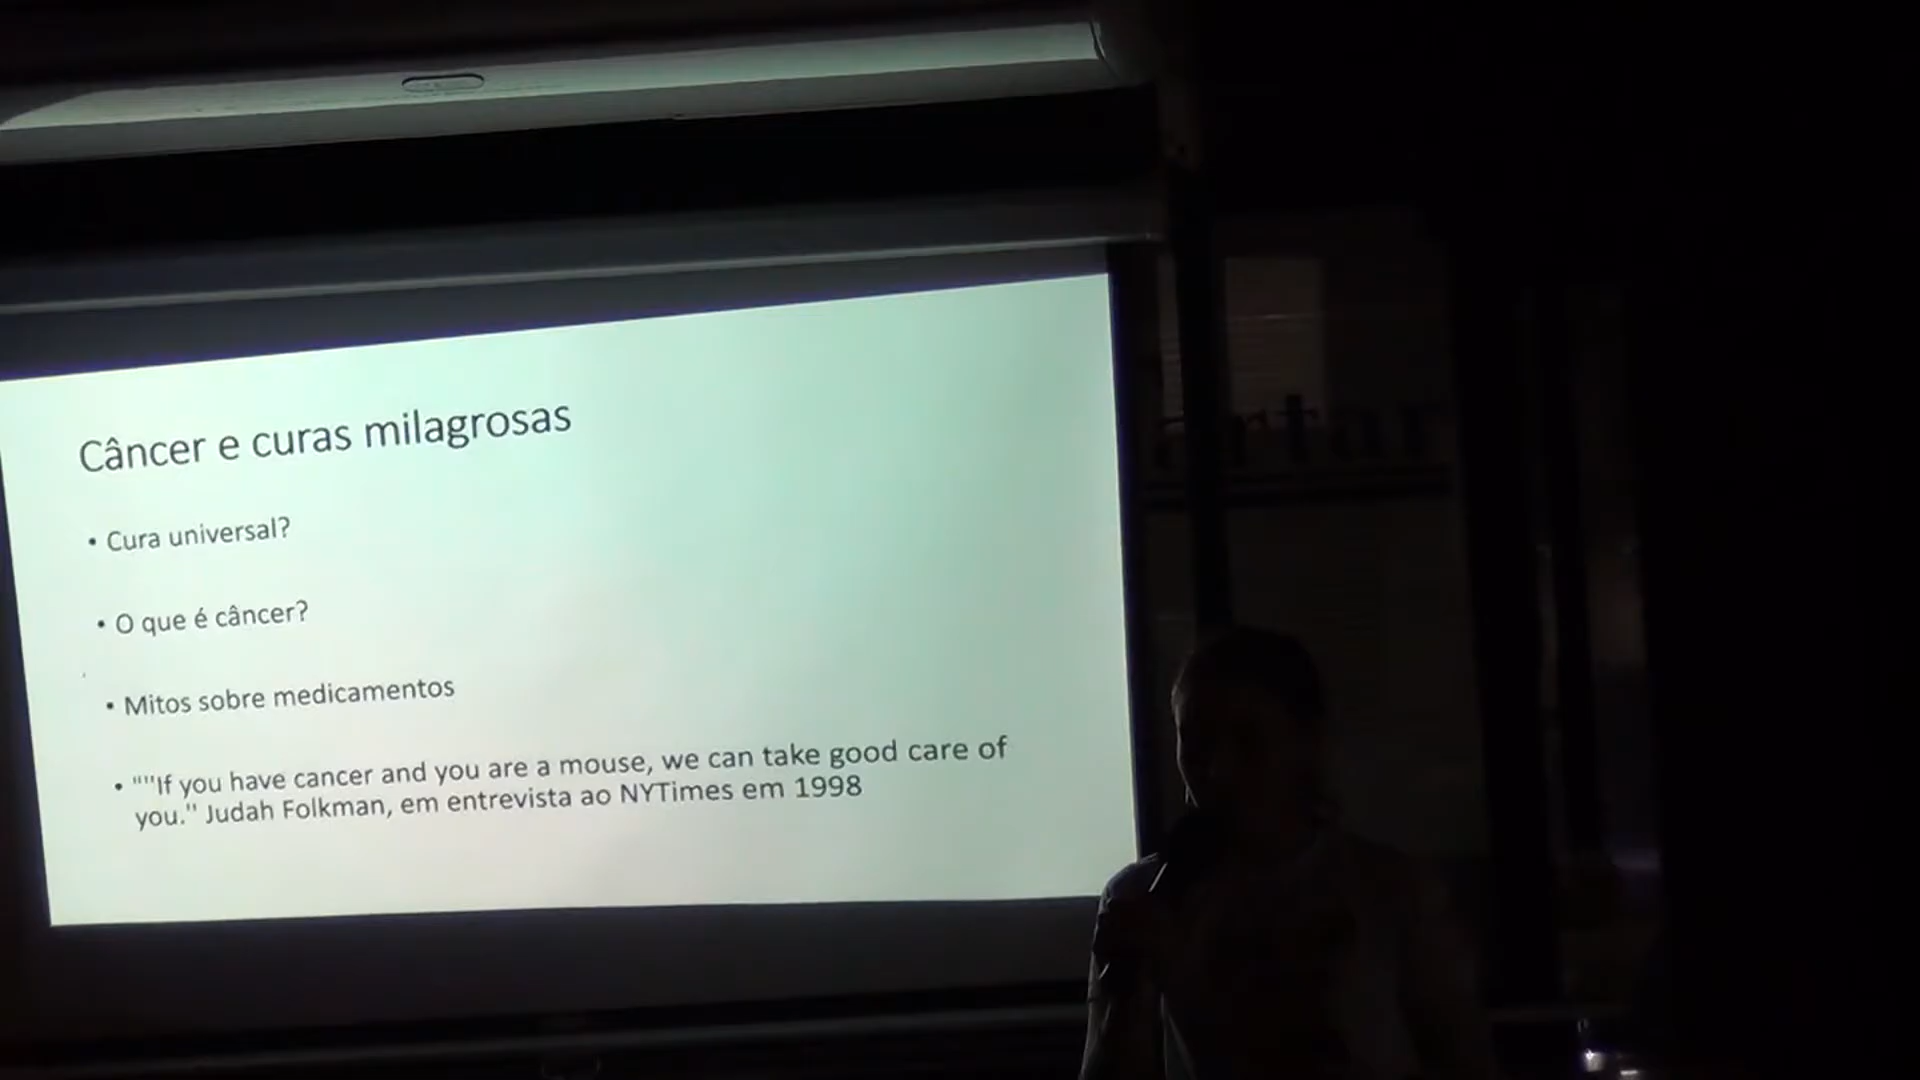 Câncer e curas milagrosas
• Cura universal?
• O que é câncer?
• Mitos sobre medicamentos
• ""If you have cancer and you are a mouse, we can take good care of
you." Judah Folkman, em entrevista ao NYTimes em 1998